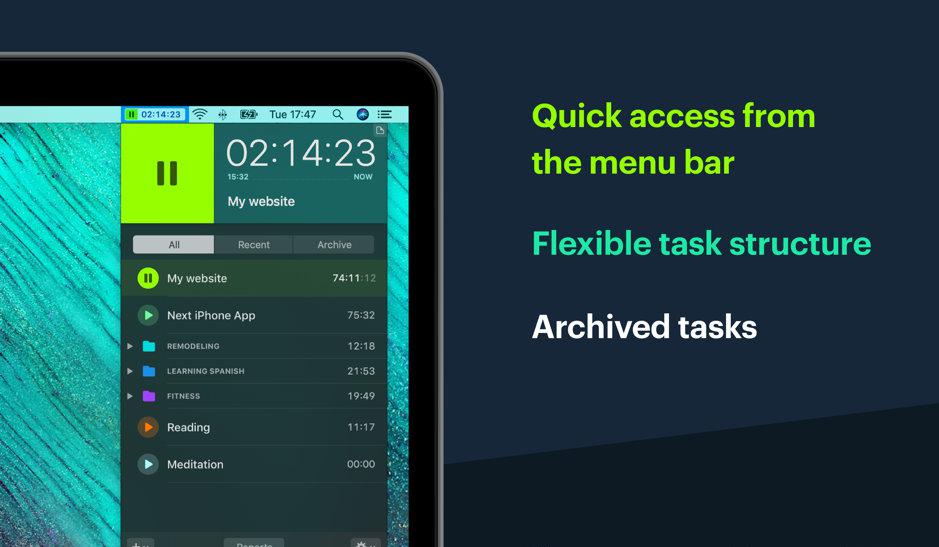 02:14:23
Tue 17:47
02:14:23
15:32
NOW
My website
All
Recent
Archive
My website 74:11:12
Next iPhone App 75:32
REMODELING 12:18
LEARNING SPANISH 21:53
FITNESS 19:49
Reading 11:17
Meditation 00:00
Reports
Quick access from
the menu bar
Flexible task structure
Archived tasks